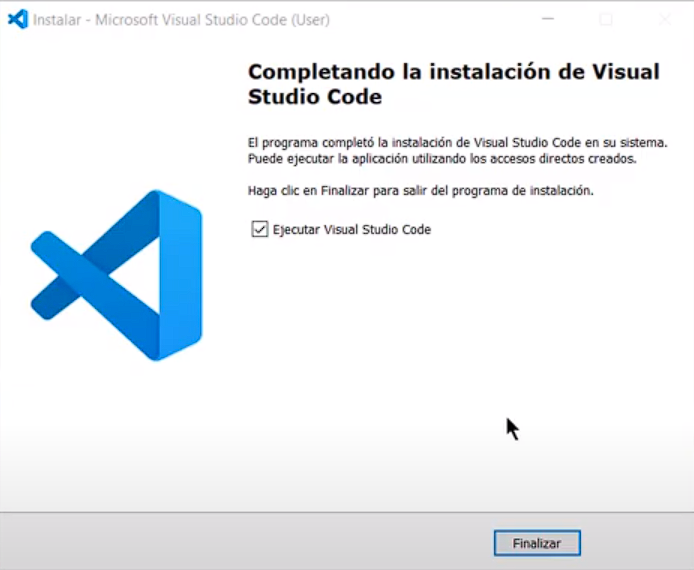 Instalar - Microsoft Visual Studio Code (User)
Completando la instalación de Visual
Studio Code
El programa completó la instalación de Visual Studio Code en su sistema.
Puede ejecutar la aplicación utilizando los accesos directos creados.
Haga clic en Finalizar para salir del programa de instalación.
Ejecutar Visual Studio Code
Finalizar